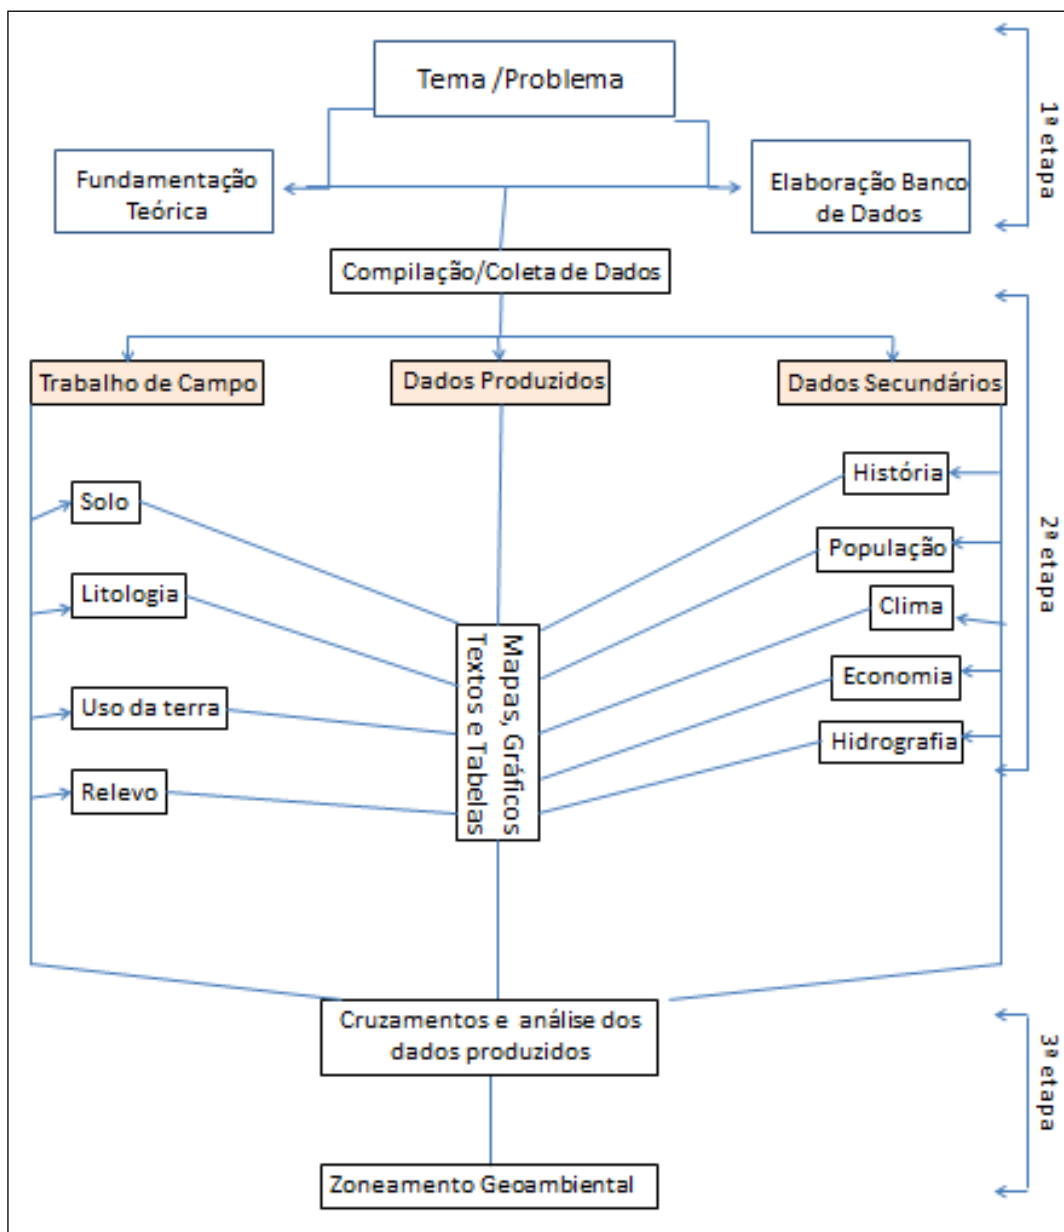 Tema /Problema
1ª etapa
Fundamentação
Teórica
Elaboração Banco
de Dados
Compilação/Coleta de Dados
Trabalho de Campo
Dados Produzidos
Dados Secundários
2ª etapa
Solo
Litologia
Uso da terra
Relevo
Mapas, Gráficos
Textos e Tabelas
História
População
Clima
Economia
Hidrografia
Cruzamentos e análise dos
dados produzidos
3ª etapa
Zoneamento Geoambiental